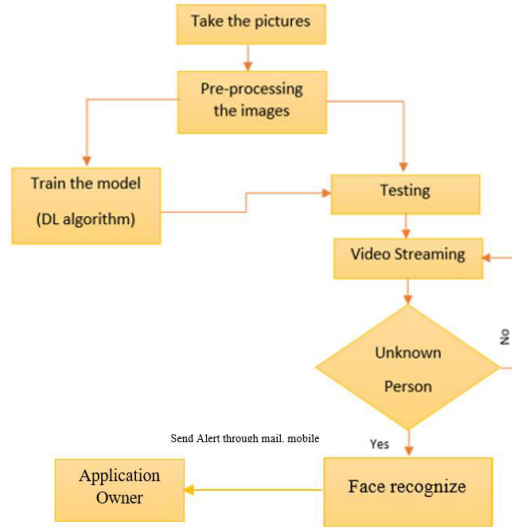 Take the pictures
Pre-processing
the images
Train the model
(DL algorithm)
Testing
Video Streaming
Unknown
Person
No
Yes
Send Alert through mail, mobile
Application
Owner
Face recognize